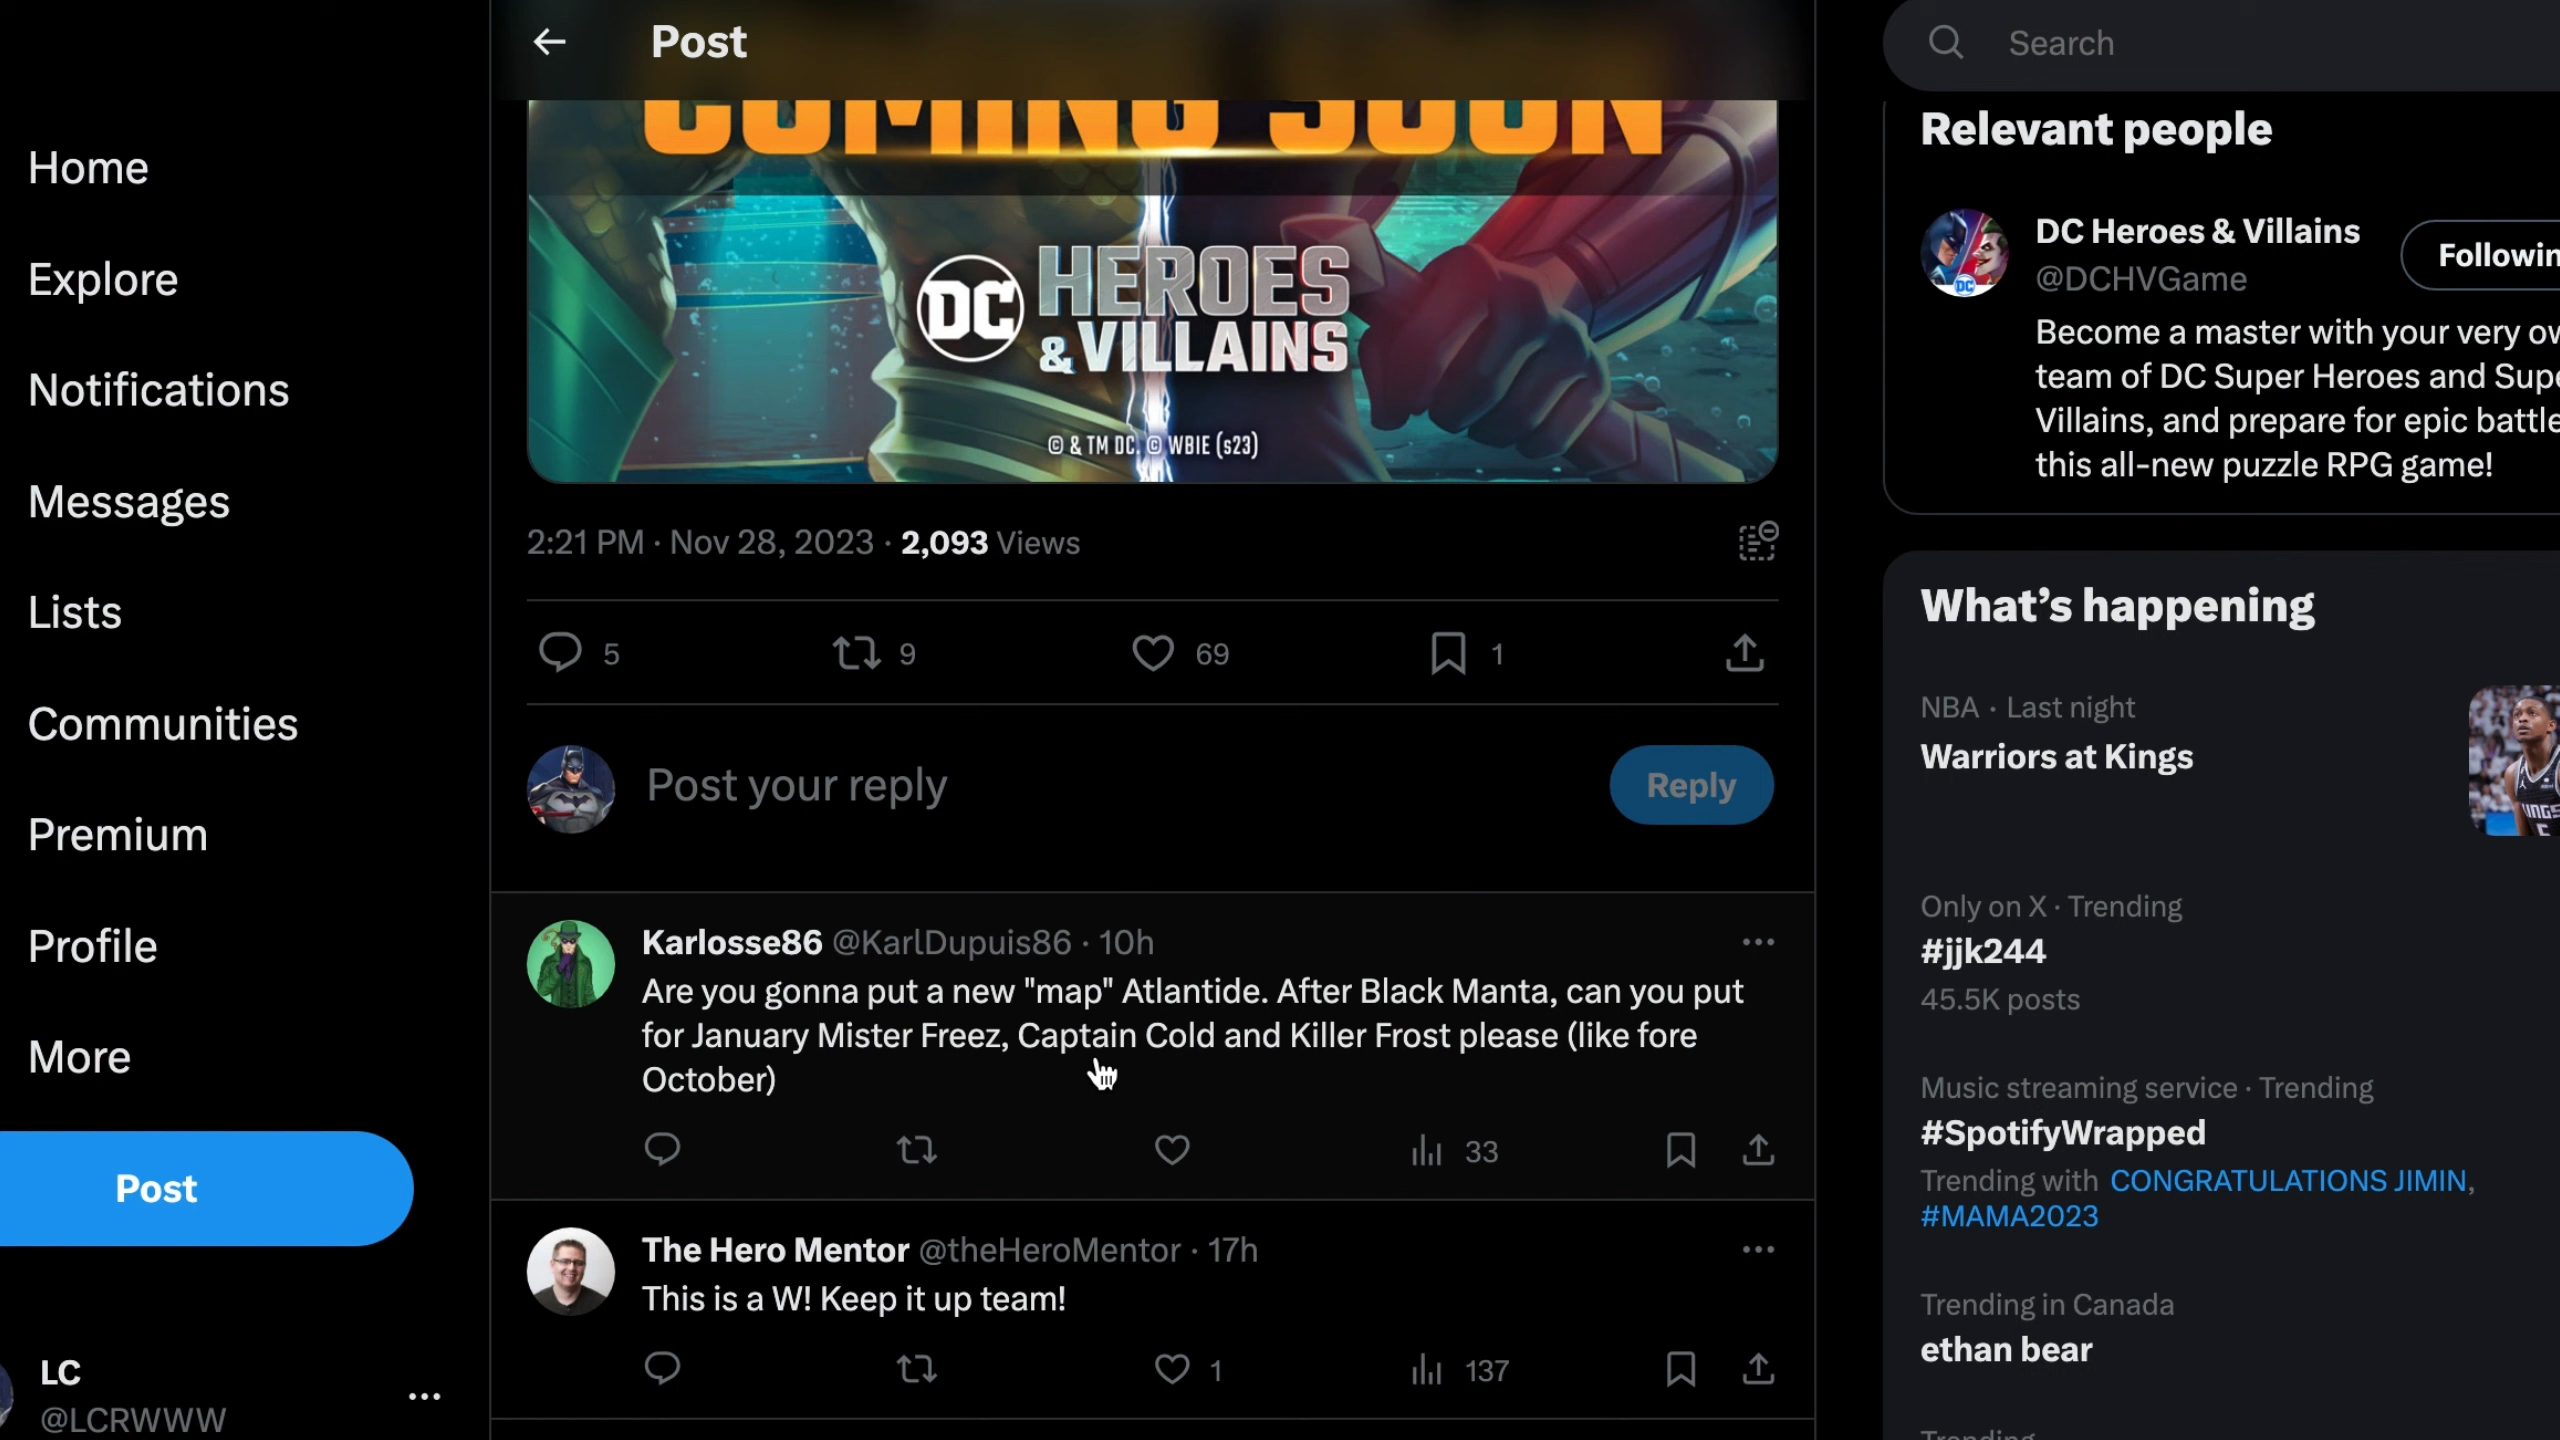 Post
Search
COMING SOON
DC HEROES
& VILLAINS
© & TM DC. © WBIE (s23)
2:21 PM · Nov 28, 2023 · 2,093 Views
5 9 69 1
Post your reply
Reply
Karlosse86 @KarlDupuis86 · 10h
Are you gonna put a new "map" Atlantide. After Black Manta, can you put
for January Mister Freez, Captain Cold and Killer Frost please (like fore
October)
33
The Hero Mentor @theHeroMentor · 17h
This is a W! Keep it up team!
1 137
Home
Explore
Notifications
Messages
Lists
Communities
Premium
Profile
More
Post
LC
@LCRWWW
Relevant people
DC Heroes & Villains
@DCHVGame
Followin
Become a master with your very ow
team of DC Super Heroes and Supe
Villains, and prepare for epic battle
this all-new puzzle RPG game!
What's happening
NBA · Last night
Warriors at Kings
Only on X · Trending
#jjk244
45.5K posts
Music streaming service · Trending
#SpotifyWrapped
Trending with CONGRATULATIONS JIMIN,
#MAMA2023
Trending in Canada
ethan bear
Trending